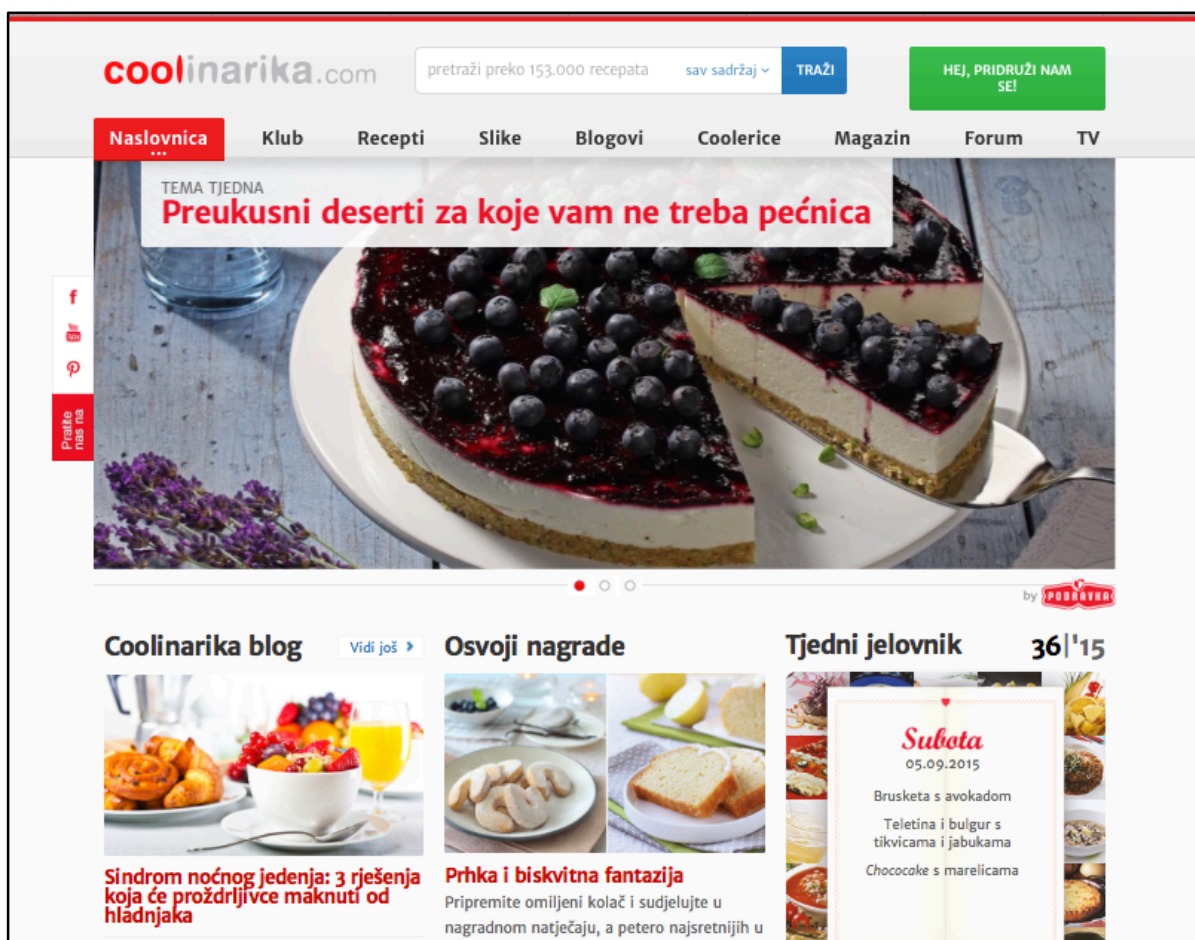 coolinarika.com
pretraži preko 153.000 recepata sav sadržaj TRAŽI
HEJ, PRIDRUŽI NAM
SE!
Naslovnica Klub Recepti Slike Blogovi Coolerice Magazin Forum TV
TEMA TJEDNA
Preukusni deserti za koje vam ne treba pećnica
f
You
Tube
Pratite
nas na
by PODRAVKA
Coolinarika blog Vidi još
Sindrom noćnog jedenja: 3 rješenja
koja će proždrljivce maknuti od
hladnjaka
Osvoji nagrade
Prhka i biskvitna fantazija
Pripremite omiljeni kolač i sudjelujte u
nagradnom natječaju, a petero najsretnijih u
Tjedni jelovnik 36|'15
Subota
05.09.2015
Brusketa s avokadom
Teletina i bulgur s
tikvicama i jabukama
Chococake s marelicama